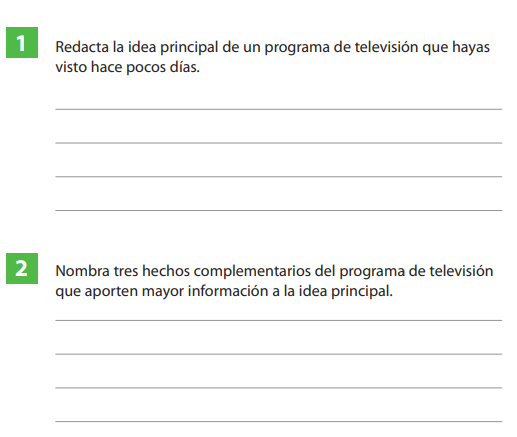 1
Redacta la idea principal de un programa de televisión que hayas
visto hace pocos días.
2
Nombra tres hechos complementarios del programa de televisión
que aporten mayor información a la idea principal.